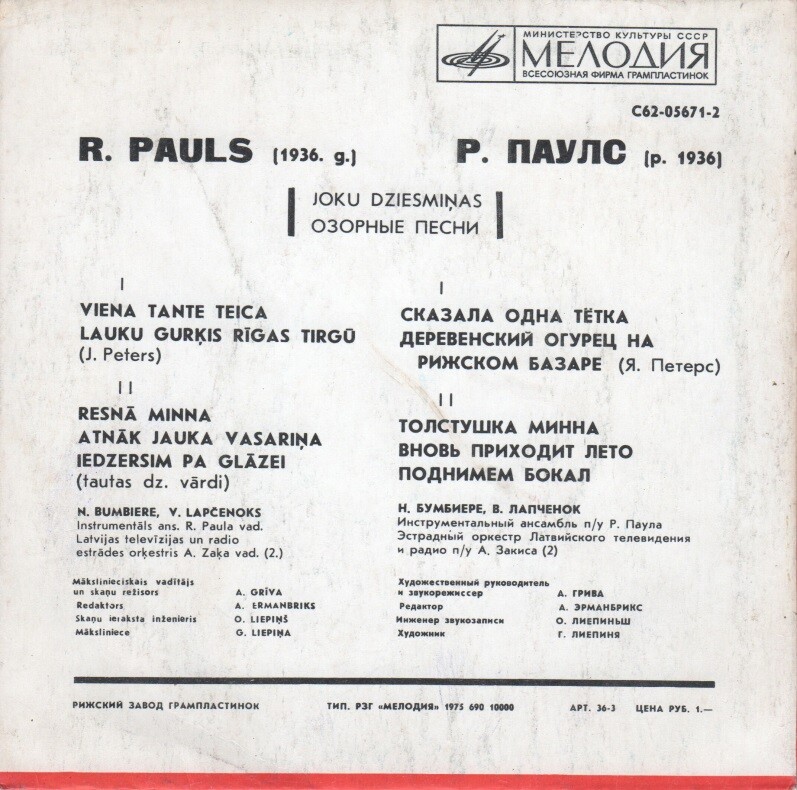 МИНИСТЕРСТВО КУЛЬТУРЫ СССР
МЕЛОДИЯ
ВСЕСОЮЗНАЯ ФИРМА ГРАМПЛАСТИНОК
С62-05671-2
R. PAULS (1936. g.)
Р. ПАУЛС (р. 1936)
JOKU DZIESMIŅAS
ОЗОРНЫЕ ПЕСНИ
I
VIENA TANTE TEICA
LAUKU GURĶIS RĪGAS TIRGŪ
(J. Peters)
II
RESNĀ MINNA
ATNĀK JAUKA VASARIŅA
IEDZERSIM PA GLĀZEI
(tautas dz. vārdi)
N. BUMBIERE, V. LAPČENOKS
Instrumentāls ans. R. Paula vad.
Latvijas televīzijas un radio
estrādes orķestris A. Zaķa vad. (2.)
I
СКАЗАЛА ОДНА ТЁТКА
ДЕРЕВЕНСКИЙ ОГУРЕЦ НА
РИЖСКОМ БАЗАРЕ (Я. Петерс)
II
ТОЛСТУШКА МИННА
ВНОВЬ ПРИХОДИТ ЛЕТО
ПОДНИМЕМ БОКАЛ
Н. БУМБИЕРЕ, В. ЛАПЧЕНОК
Инструментальный ансамбль п/у Р. Паула
Эстрадный оркестр Латвийского телевидения
и радио п/у А. Закиса (2)
Mākslinieciskais vadītājs
un skaņu režisors A. GRĪVA
Redaktors A. ERMANBRIKS
Skaņu ieraksta inženieris O. LIEPIŅŠ
Māksliniece G. LIEPIŅA
Художественный руководитель
и звукорежиссер А. ГРИВА
Редактор А. ЭРМАНБРИКС
Инженер звукозаписи О. ЛИЕПИНЬШ
Художник Г. ЛИЕПИНЯ
РИЖСКИЙ ЗАВОД ГРАМПЛАСТИНОК ТИП. РЗГ «МЕЛОДИЯ» 1975 690 10000 АРТ. 36-3 ЦЕНА РУБ. 1.—